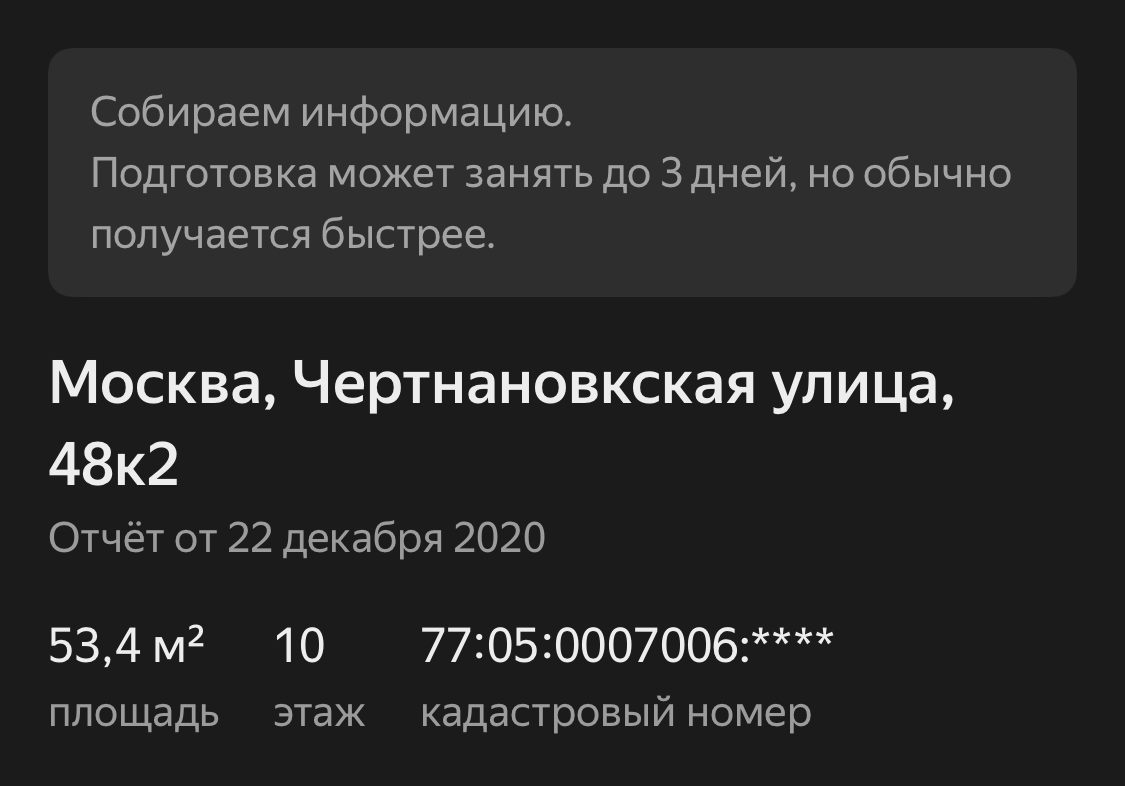 Собираем информацию.
Подготовка может занять до 3 дней, но обычно
получается быстрее.
Москва, Чертнановкская улица,
48к2
Отчёт от 22 декабря 2020
53,4 м² 10 77:05:0007006:****
площадь этаж кадастровый номер